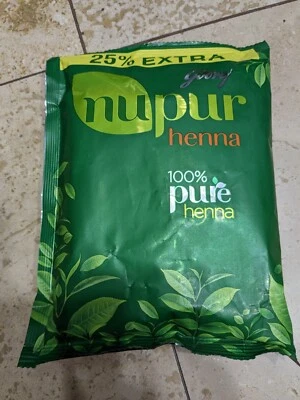 25% EXTRA
Godrej
nupur
henna
100%
pure
henna